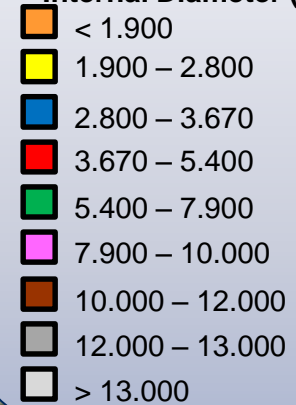 Internal Diameter (
< 1.900
1.900 – 2.800
2.800 – 3.670
3.670 – 5.400
5.400 – 7.900
7.900 – 10.000
10.000 – 12.000
12.000 – 13.000
> 13.000